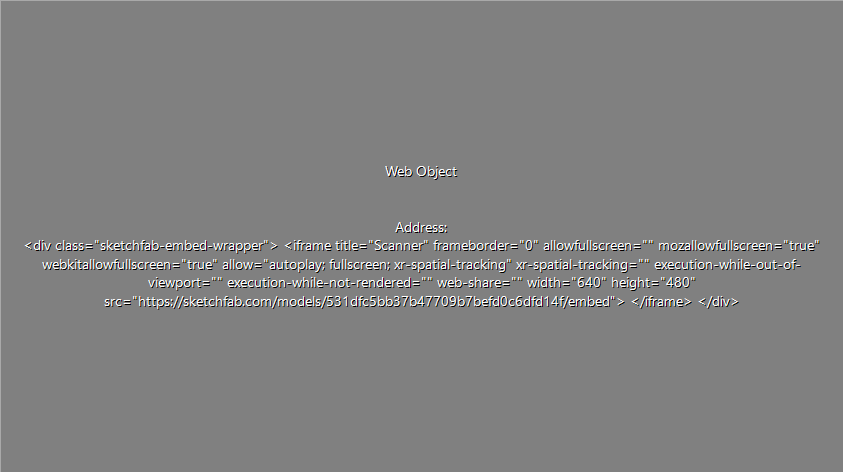 Web Object
Address:
<div class="sketchfab-embed-wrapper"> <iframe title="Scanner" frameborder="0" allowfullscreen="" mozallowfullscreen="true"
webkitallowfullscreen="true" allow="autoplay; fullscreen; xr-spatial-tracking" xr-spatial-tracking="" execution-while-out-of-
viewport="" execution-while-not-rendered="" web-share="" width="640" height="480"
src="https://sketchfab.com/models/531dfc5bb37b47709b7befd0c6dfd14f/embed"> </iframe> </div>